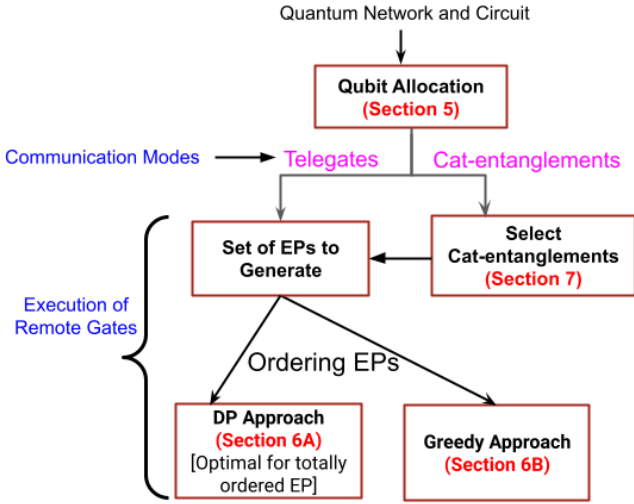 Quantum Network and Circuit
Qubit Allocation
(Section 5)
Communication Modes
Telegates
Cat-entanglements
Set of EPs to
Generate
Select
Cat-entanglements
(Section 7)
Execution of
Remote Gates
Ordering EPs
DP Approach
(Section 6A)
[Optimal for totally
ordered EP]
Greedy Approach
(Section 6B)